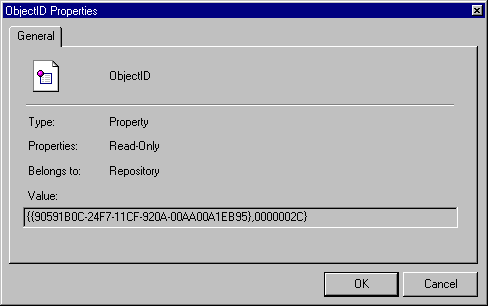 ObjectID Properties
General
ObjectID
Type: Property
Properties: Read-Only
Belongs to: Repository
Value:
{{90591B0C-24F7-11CF-920A-00AA00A1EB95},0000002C}
OK Cancel